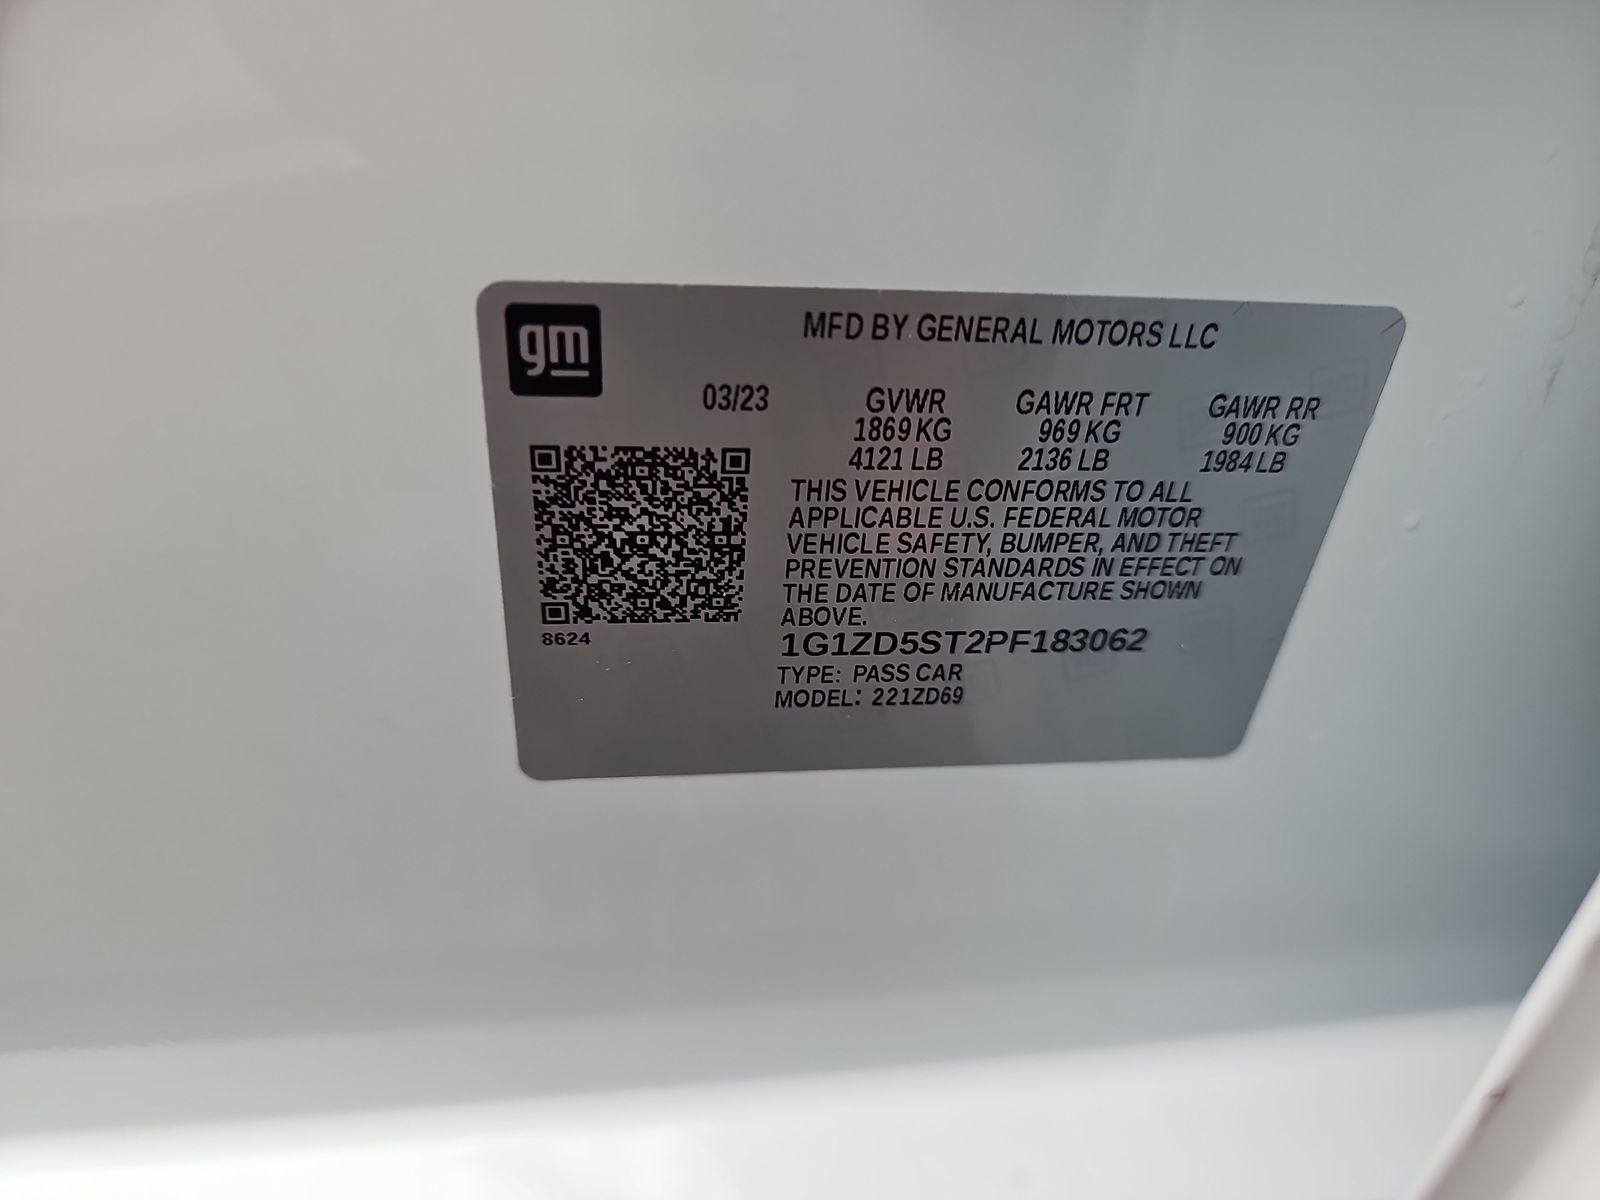 gm
MFD BY GENERAL MOTORS LLC
03/23 GVWR GAWR FRT GAWR RR
1869 KG 969 KG 900 KG
4121 LB 2136 LB 1984 LB
THIS VEHICLE CONFORMS TO ALL
APPLICABLE U.S. FEDERAL MOTOR
VEHICLE SAFETY, BUMPER, AND THEFT
PREVENTION STANDARDS IN EFFECT ON
THE DATE OF MANUFACTURE SHOWN
ABOVE.
8624
1G1ZD5ST2PF183062
TYPE: PASS CAR
MODEL: 221ZD69